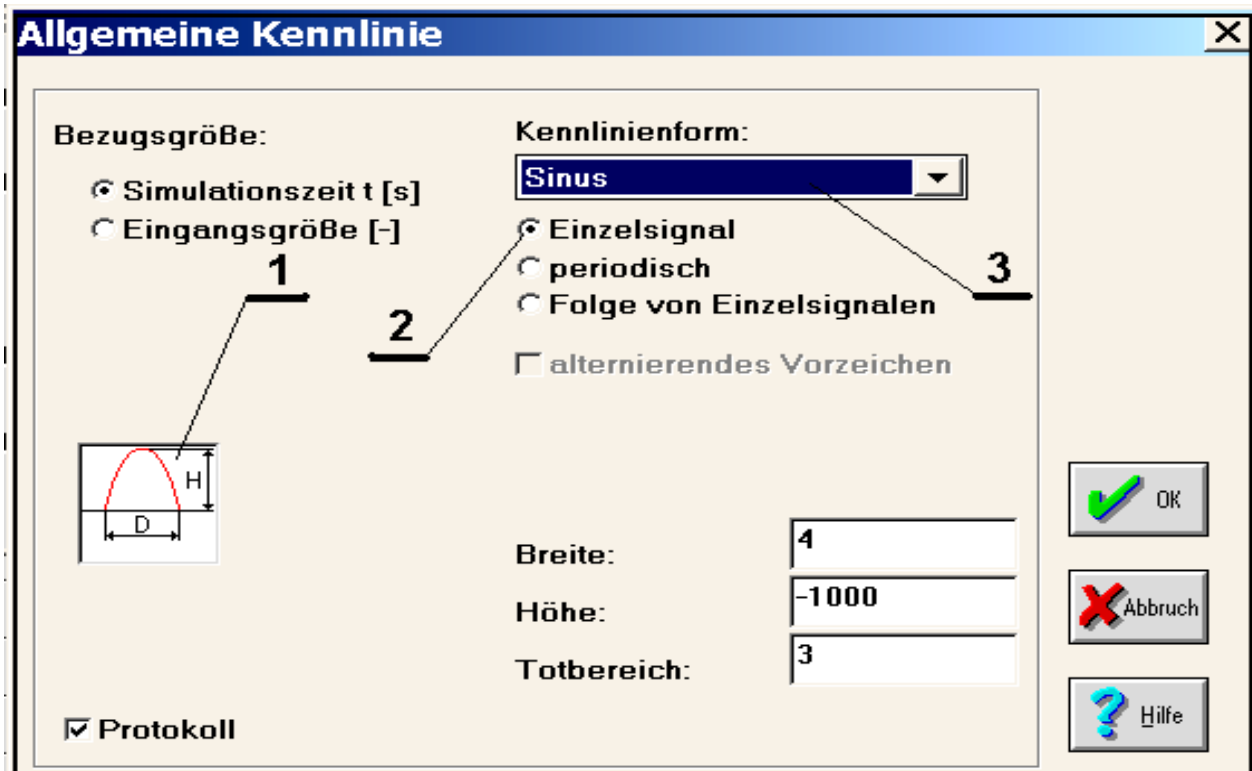 Allgemeine Kennlinie
Bezugsgröße:
Simulationszeit t [s]
Eingangsgröße [-]
1
Kennlinienform:
Sinus
Einzelsignal
periodisch
Folge von Einzelsignalen
3
2
alternierendes Vorzeichen
H
D
Breite:
4
Höhe:
-1000
Totbereich:
3
Protokoll
OK
Abbruch
Hilfe